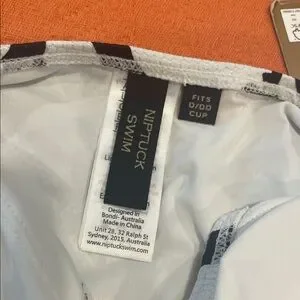 NIPTUCK
SWIM
FITS
D/DD
CUP
Designed in
Bondi- Australia
Made in China
Unit 28, 32 Ralph St
Sydney, 2015, Australia
www.niptuckswim.com